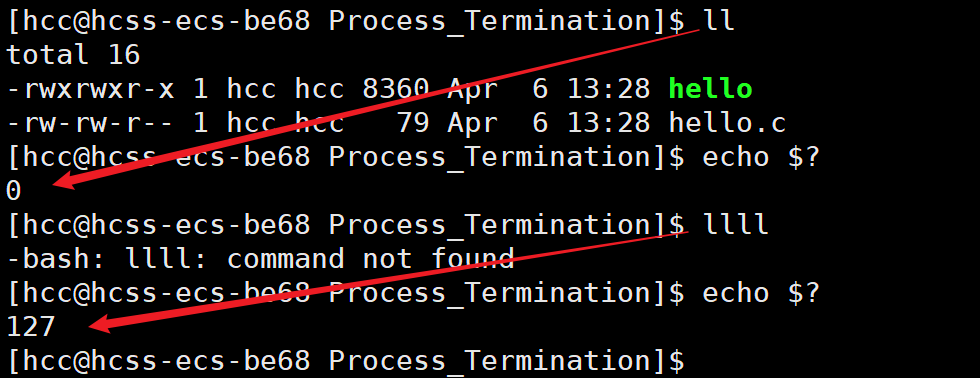 [hcc@hcss-ecs-be68 Process_Termination]$ ll
total 16
-rwxrwxr-x 1 hcc hcc 8360 Apr  6 13:28 hello
-rw-rw-r-- 1 hcc hcc   79 Apr  6 13:28 hello.c
[hcc@hcss-ecs-be68 Process_Termination]$ echo $?
0
[hcc@hcss-ecs-be68 Process_Termination]$ llll
-bash: llll: command not found
[hcc@hcss-ecs-be68 Process_Termination]$ echo $?
127
[hcc@hcss-ecs-be68 Process_Termination]$